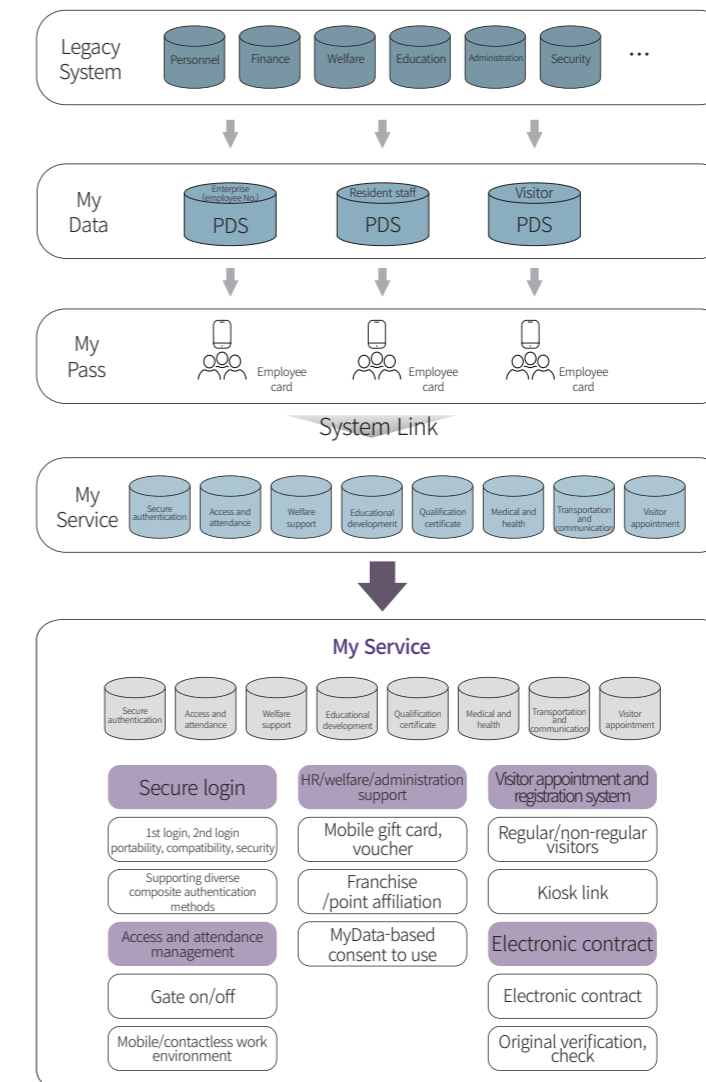 Legacy
System
Personnel
Finance
Welfare
Education
Administration
Security
...
My
Data
Enterprise
(employee No.)
PDS
Resident staff
PDS
Visitor
PDS
My
Pass
Employee
card
Employee
card
Employee
card
System Link
My
Service
Secure
authentication
Access and
attendance
Welfare
support
Educational
development
Qualification
certificate
Medical and
health
Transportation
and
communication
Visitor
appointment
My Service
Secure
authentication
Access and
attendance
Welfare
support
Educational
development
Qualification
certificate
Medical and
health
Transportation
and
communication
Visitor
appointment
Secure login
1st login, 2nd login
portability, compatibility, security
Supporting diverse
composite authentication
methods
Access and attendance
management
Gate on/off
Mobile/contactless work
environment
HR/welfare/administration
support
Mobile gift card,
voucher
Franchise
/point affiliation
MyData-based
consent to use
Visitor appointment and
registration system
Regular/non-regular
visitors
Kiosk link
Electronic contract
Electronic contract
Original verification,
check